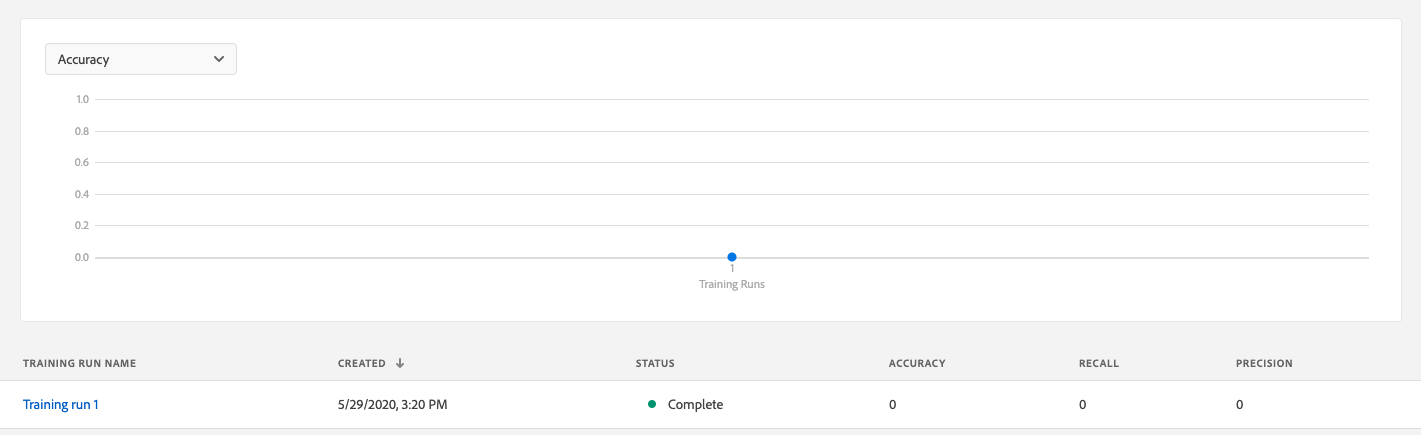 Accuracy
1.0
0.8
0.6
0.4
0.2
0.0
1
Training Runs
TRAINING RUN NAME CREATED ↓ STATUS ACCURACY RECALL PRECISION
Training run 1 5/29/2020, 3:20 PM Complete 0 0 0